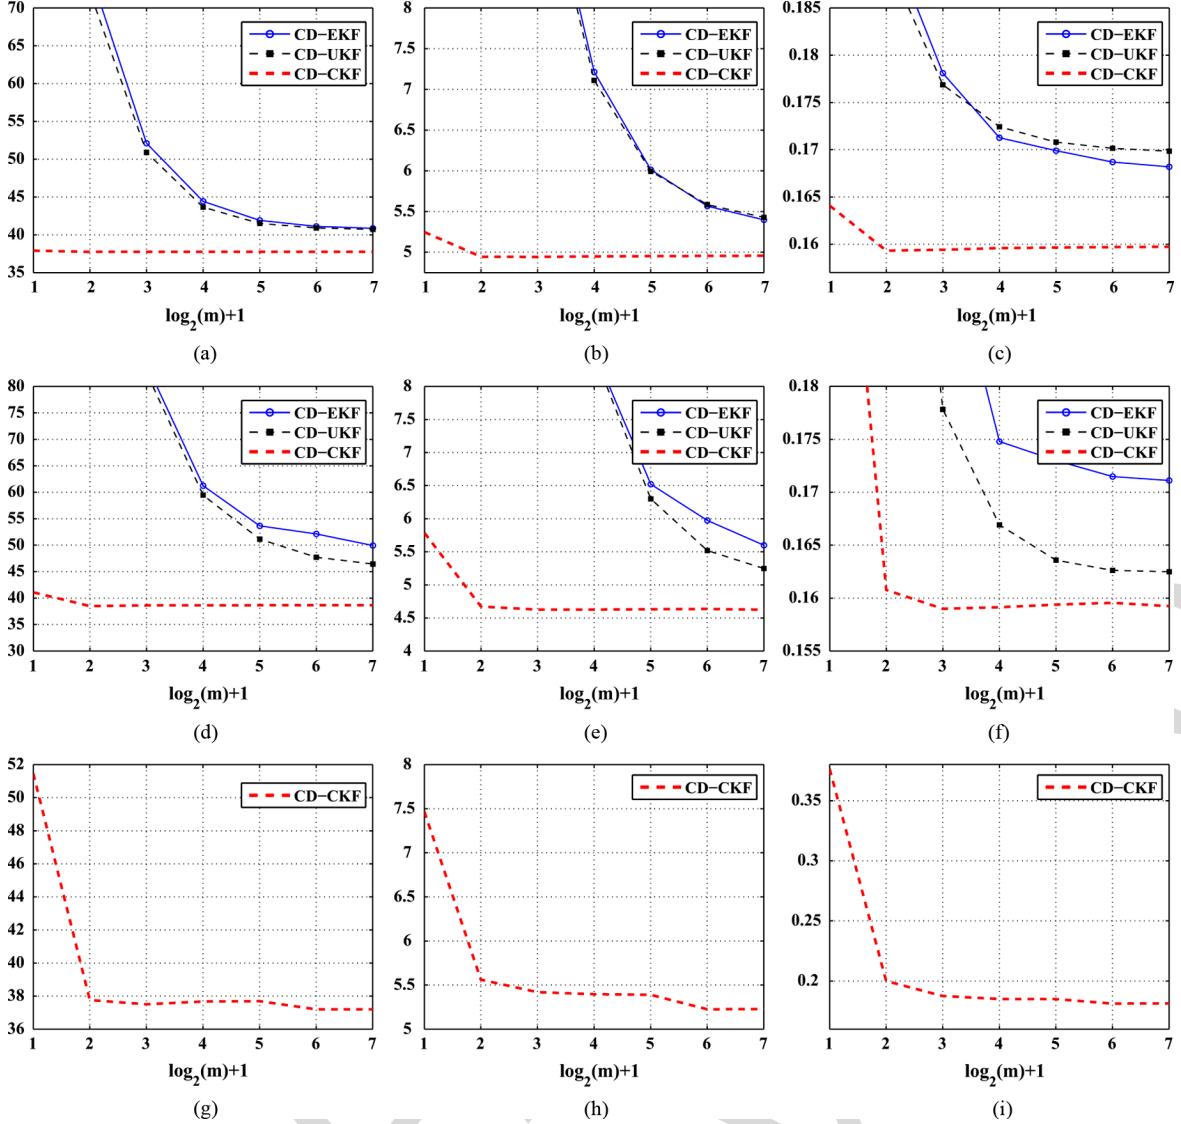 70
65
60
55
50
45
40
35
1 2 3 4 5 6 7
CD−EKF
CD−UKF
CD−CKF
log2(m)+1
(a)
8
7.5
7
6.5
6
5.5
5
1 2 3 4 5 6 7
CD−EKF
CD−UKF
CD−CKF
log2(m)+1
(b)
0.185
0.18
0.175
0.17
0.165
0.16
1 2 3 4 5 6 7
CD−EKF
CD−UKF
CD−CKF
log2(m)+1
(c)
80
75
70
65
60
55
50
45
40
35
30
1 2 3 4 5 6 7
CD−EKF
CD−UKF
CD−CKF
log2(m)+1
(d)
8
7.5
7
6.5
6
5.5
5
4.5
4
1 2 3 4 5 6 7
CD−EKF
CD−UKF
CD−CKF
log2(m)+1
(e)
0.18
0.175
0.17
0.165
0.16
0.155
1 2 3 4 5 6 7
CD−EKF
CD−UKF
CD−CKF
log2(m)+1
(f)
52
50
48
46
44
42
40
38
36
1 2 3 4 5 6 7
CD−CKF
log2(m)+1
(g)
8
7.5
7
6.5
6
5.5
5
1 2 3 4 5 6 7
CD−CKF
log2(m)+1
(h)
0.35
0.3
0.25
0.2
1 2 3 4 5 6 7
CD−CKF
log2(m)+1
(i)